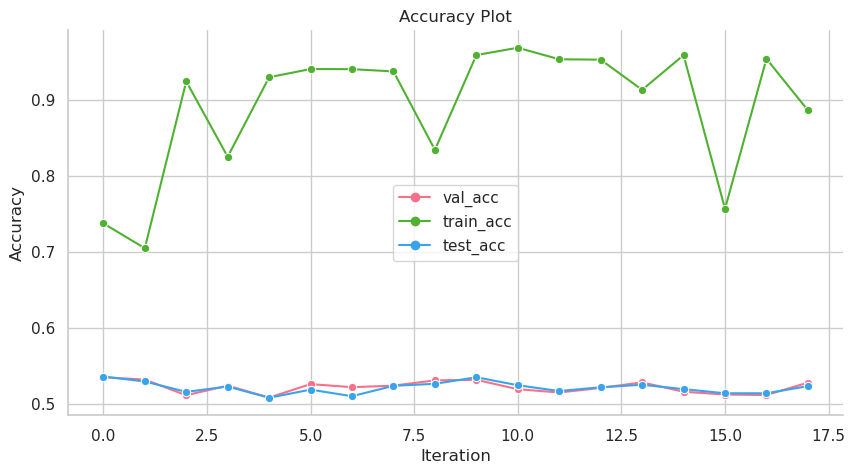 Accuracy Plot
Accuracy
0.9
0.8
0.7
0.6
0.5
val_acc
train_acc
test_acc
0.0 2.5 5.0 7.5 10.0 12.5 15.0 17.5
Iteration